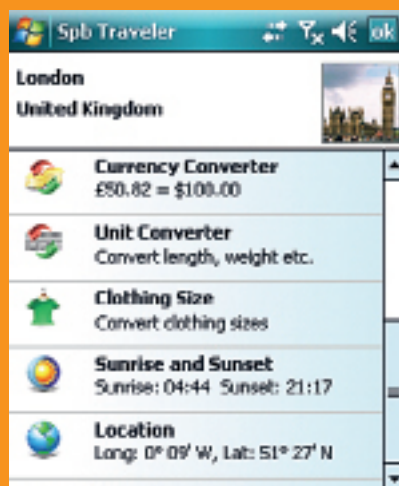 Spb Traveler
ok
London
United Kingdom
Currency Converter
£50.82 = $100.00
Unit Converter
Convert length, weight etc.
Clothing Size
Convert clothing sizes
Sunrise and Sunset
Sunrise: 04:44 Sunset: 21:17
Location
Long: 0° 09' W, Lat: 51° 27' N